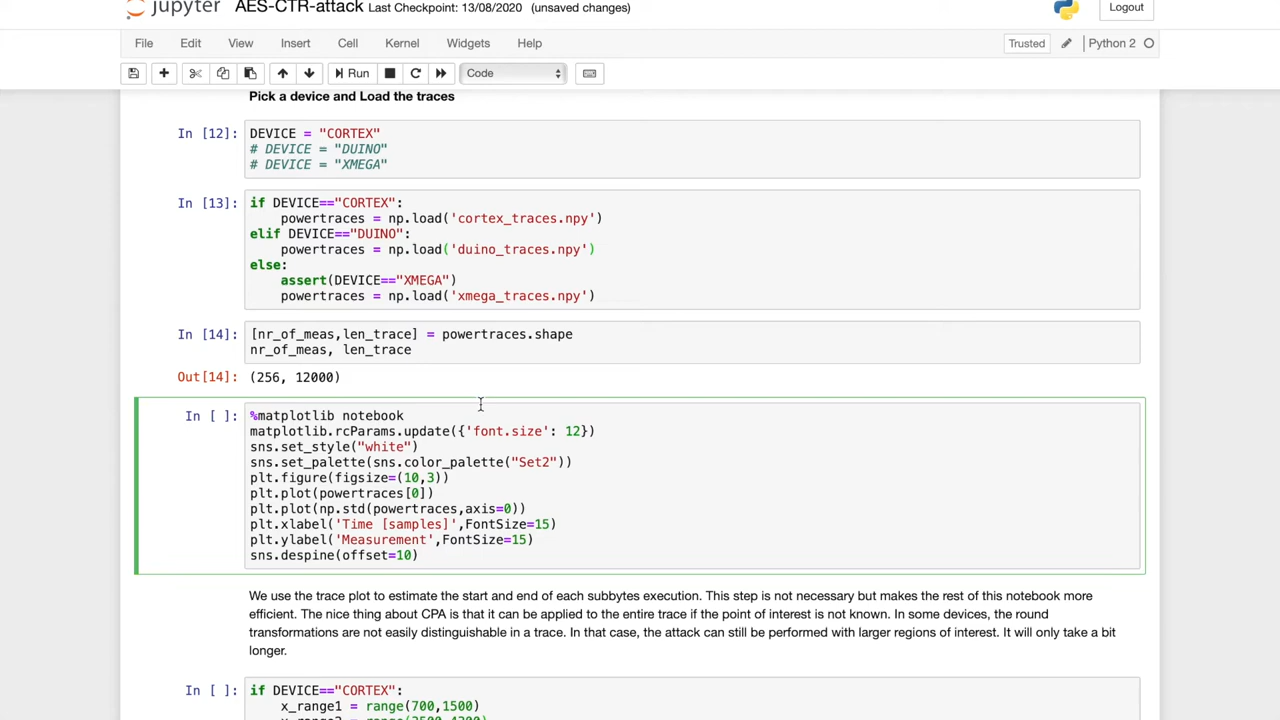 jupyter AES-CTR-attack Last Checkpoint: 13/08/2020 (unsaved changes) Logout
File Edit View Insert Cell Kernel Widgets Help Trusted Python 2
Run Code
Pick a device and Load the traces
In [12]: DEVICE = "CORTEX"
# DEVICE = "DUINO"
# DEVICE = "XMEGA"
In [13]: if DEVICE=="CORTEX":
powertraces = np.load('cortex_traces.npy')
elif DEVICE=="DUINO":
powertraces = np.load('duino_traces.npy')
else:
assert(DEVICE=="XMEGA")
powertraces = np.load('xmega_traces.npy')
In [14]: [nr_of_meas,len_trace] = powertraces.shape
nr_of_meas, len_trace
Out[14]: (256, 12000)
In [ ]: %matplotlib notebook
matplotlib.rcParams.update({'font.size': 12})
sns.set_style("white")
sns.set_palette(sns.color_palette("Set2"))
plt.figure(figsize=(10,3))
plt.plot(powertraces[0])
plt.plot(np.std(powertraces,axis=0))
plt.xlabel('Time [samples]',FontSize=15)
plt.ylabel('Measurement',FontSize=15)
sns.despine(offset=10)
We use the trace plot to estimate the start and end of each subbytes execution. This step is not necessary but makes the rest of this notebook more
efficient. The nice thing about CPA is that it can be applied to the entire trace if the point of interest is not known. In some devices, the round
transformations are not easily distinguishable in a trace. In that case, the attack can still be performed with larger regions of interest. It will only take a bit
longer.
In [ ]: if DEVICE=="CORTEX":
x_range1 = range(700,1500)